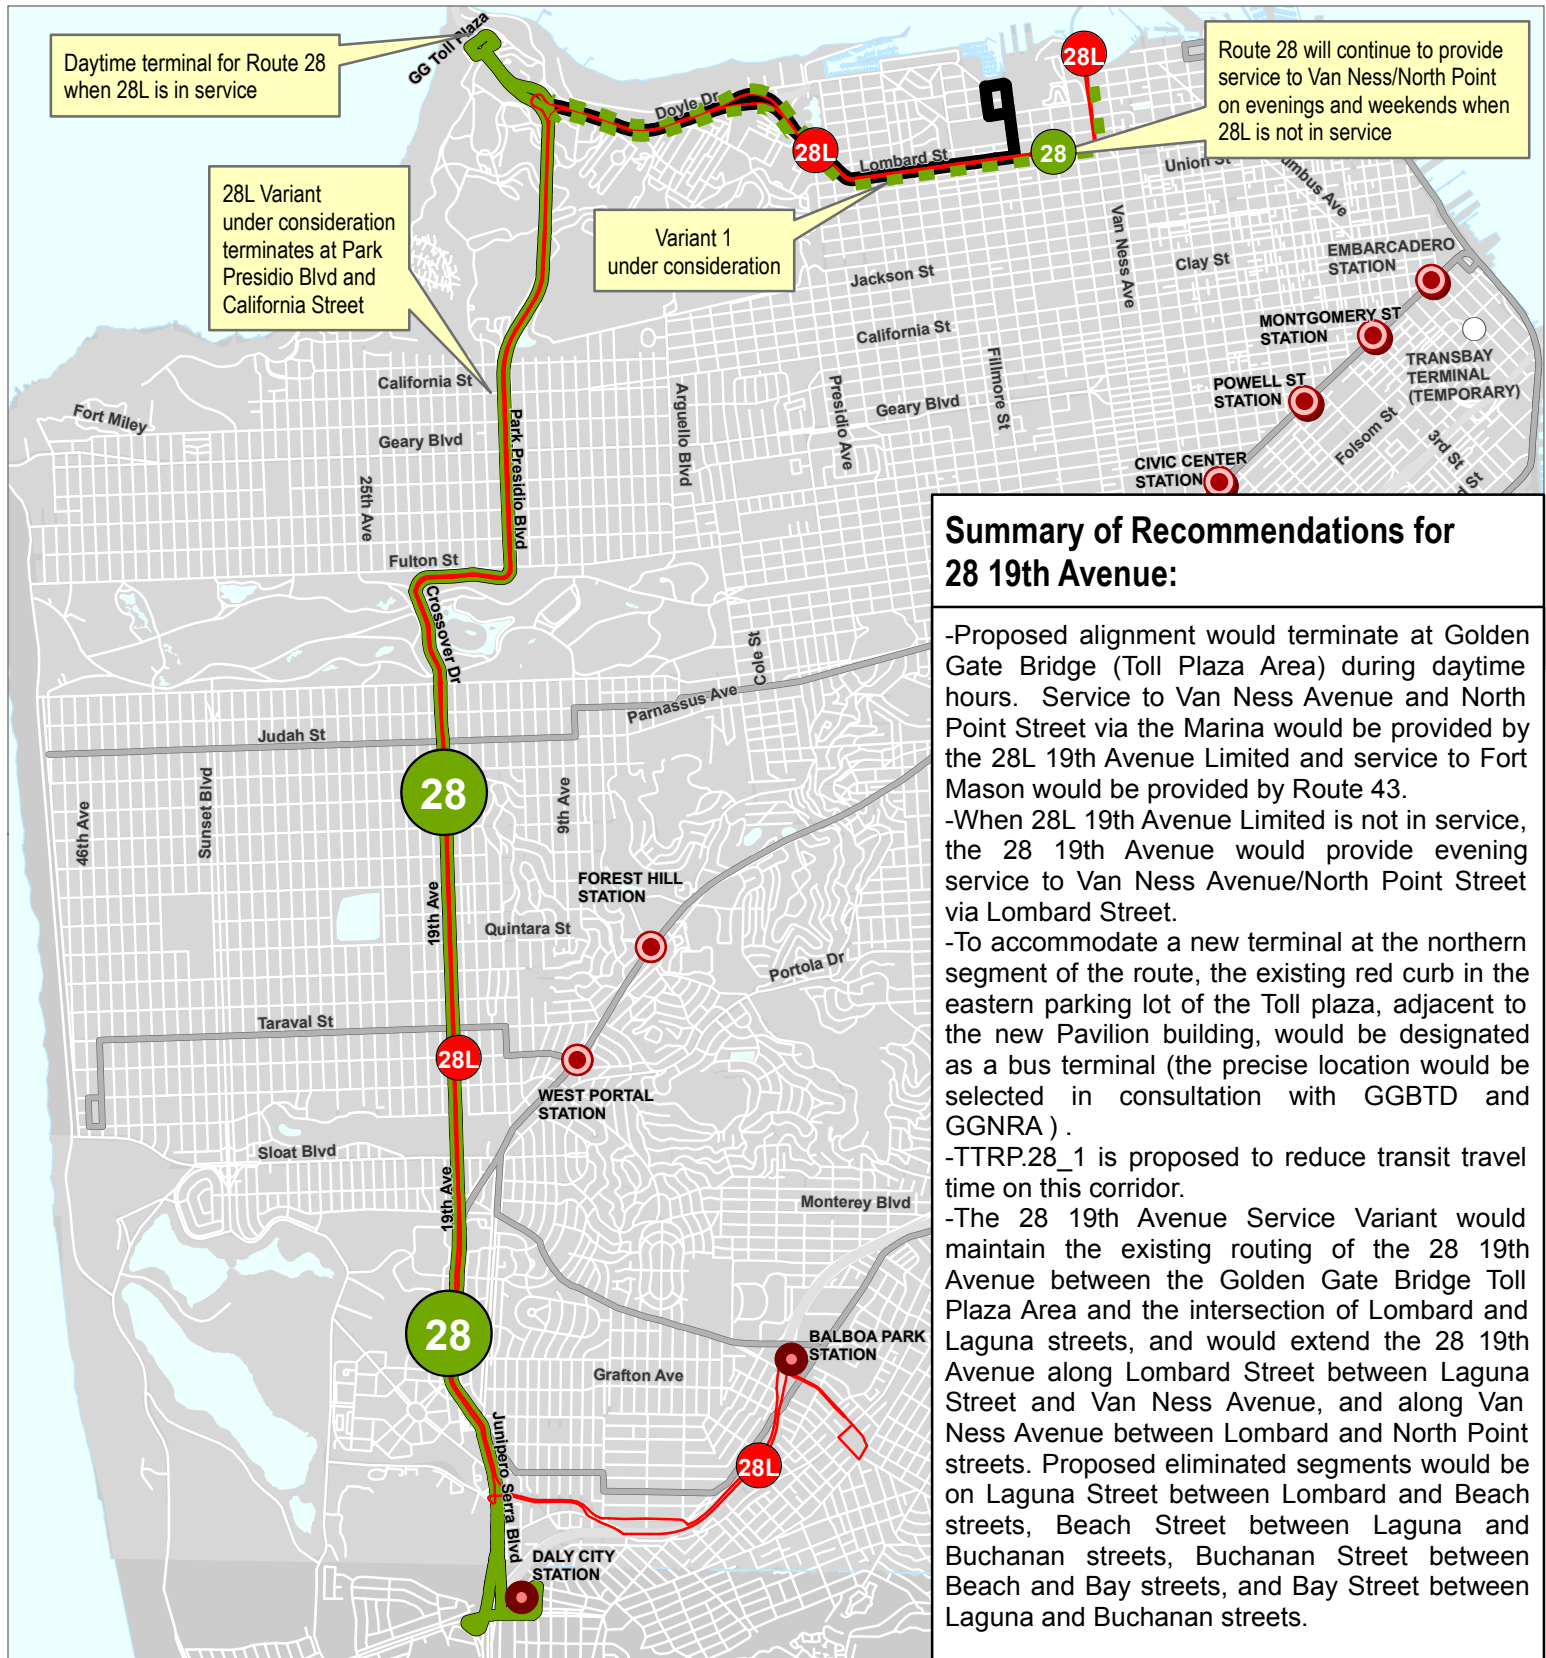 GG Toll Plaza
Daytime terminal for Route 28
when 28L is in service
28L
Route 28 will continue to provide
service to Van Ness/North Point
on evenings and weekends when
28L is not in service
Doyle Dr
28L
Lombard St
28
Union St
28L Variant
under consideration
terminates at Park
Presidio Blvd and
California Street
Variant 1
under consideration
Van Ness Ave
Clay St
Jackson St
EMBARCADERO
STATION
MONTGOMERY ST
STATION
TRANSBAY
TERMINAL
(TEMPORARY)
California St
Fillmore St
California St
Park Presidio Blvd
Arguello Blvd
Presidio Ave
Geary Blvd
POWELL ST
STATION
Folsom St
3rd St
Fort Miley
Geary Blvd
25th Ave
CIVIC CENTER
STATION
Fulton St
Crossover Dr
Cole St
Parnassus Ave
Judah St
28
46th Ave
Sunset Blvd
9th Ave
19th Ave
FOREST HILL
STATION
Quintara St
Portola Dr
Taraval St
28L
WEST PORTAL
STATION
Sloat Blvd
19th Ave
Monterey Blvd
28
BALBOA PARK
STATION
Grafton Ave
Junipero Serra Blvd
28L
DALY CITY
STATION
Summary of Recommendations for
28 19th Avenue:
-Proposed alignment would terminate at Golden
Gate Bridge (Toll Plaza Area) during daytime
hours. Service to Van Ness Avenue and North
Point Street via the Marina would be provided by
the 28L 19th Avenue Limited and service to Fort
Mason would be provided by Route 43.
-When 28L 19th Avenue Limited is not in service,
the 28 19th Avenue would provide evening
service to Van Ness Avenue/North Point Street
via Lombard Street.
-To accommodate a new terminal at the northern
segment of the route, the existing red curb in the
eastern parking lot of the Toll plaza, adjacent to
the new Pavilion building, would be designated
as a bus terminal (the precise location would be
selected in consultation with GGBTD and
GGNRA ) .
-TTRP.28_1 is proposed to reduce transit travel
time on this corridor.
-The 28 19th Avenue Service Variant would
maintain the existing routing of the 28 19th
Avenue between the Golden Gate Bridge Toll
Plaza Area and the intersection of Lombard and
Laguna streets, and would extend the 28 19th
Avenue along Lombard Street between Laguna
Street and Van Ness Avenue, and along Van
Ness Avenue between Lombard and North Point
streets. Proposed eliminated segments would be
on Laguna Street between Lombard and Beach
streets, Beach Street between Laguna and
Buchanan streets, Buchanan Street between
Beach and Bay streets, and Bay Street between
Laguna and Buchanan streets.